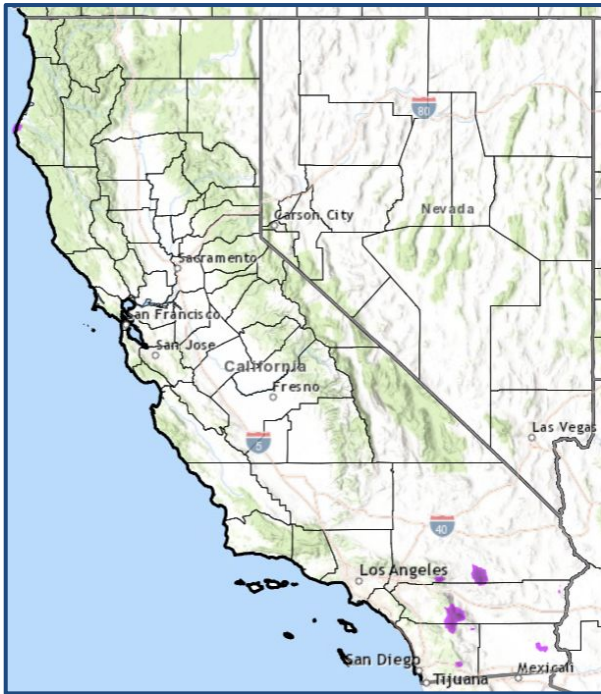 80
Nevada
Carson City
Sacramento
San Francisco
San Jose
California
Fresno
5
Las Vegas
40
Los Angeles
San Diego
Mexicali
Tijuana